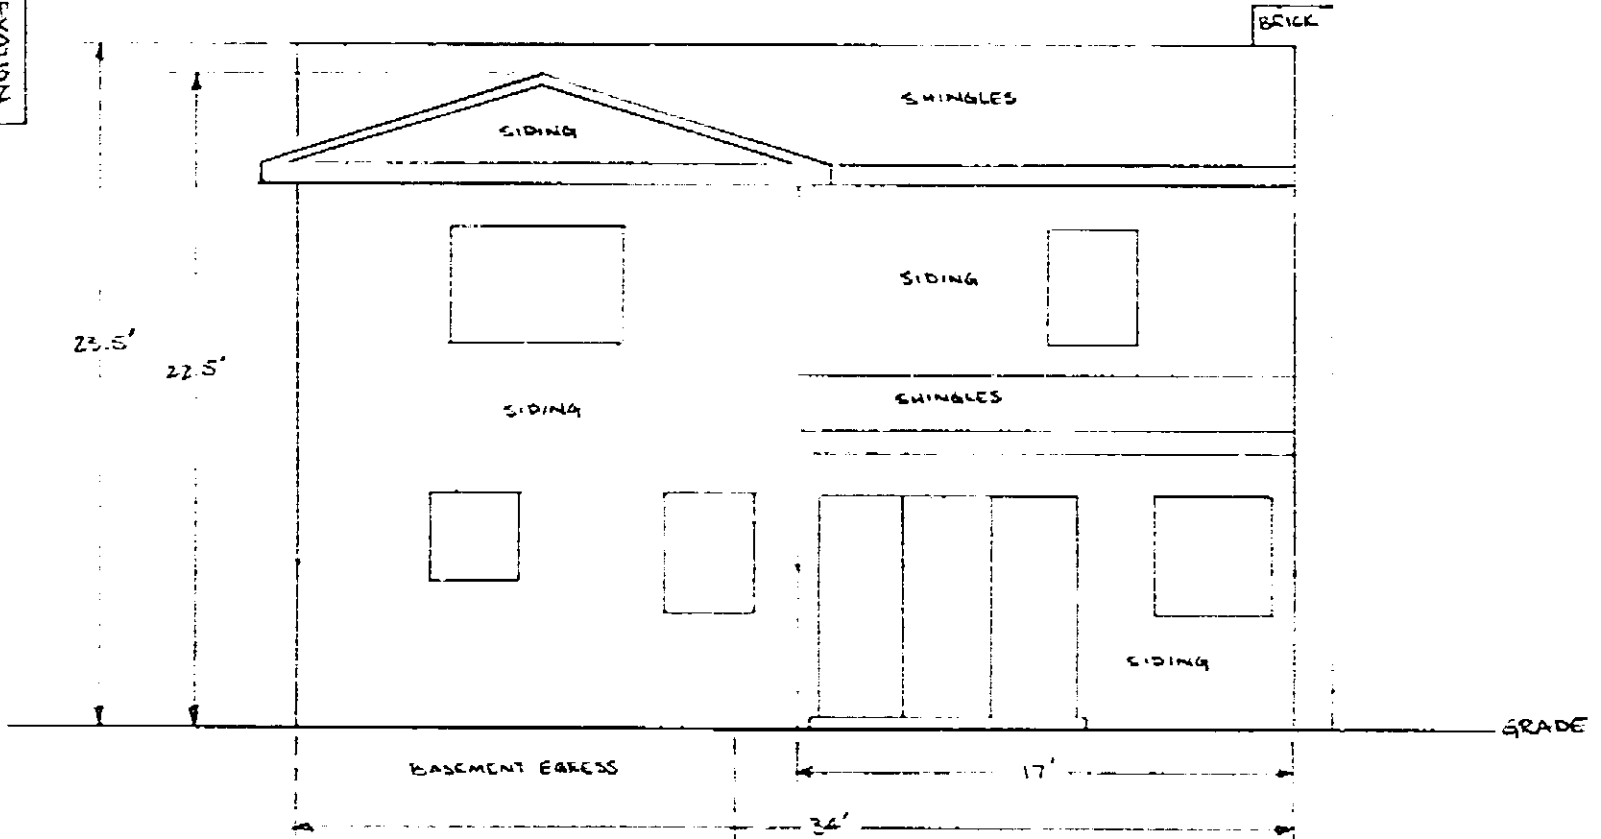 BRICK
SHINGLES
SIDING
SIDING
23.5'
22.5'
SHINGLES
SIDING
SIDING
GRADE
BASEMENT EGRESS
17'
34'